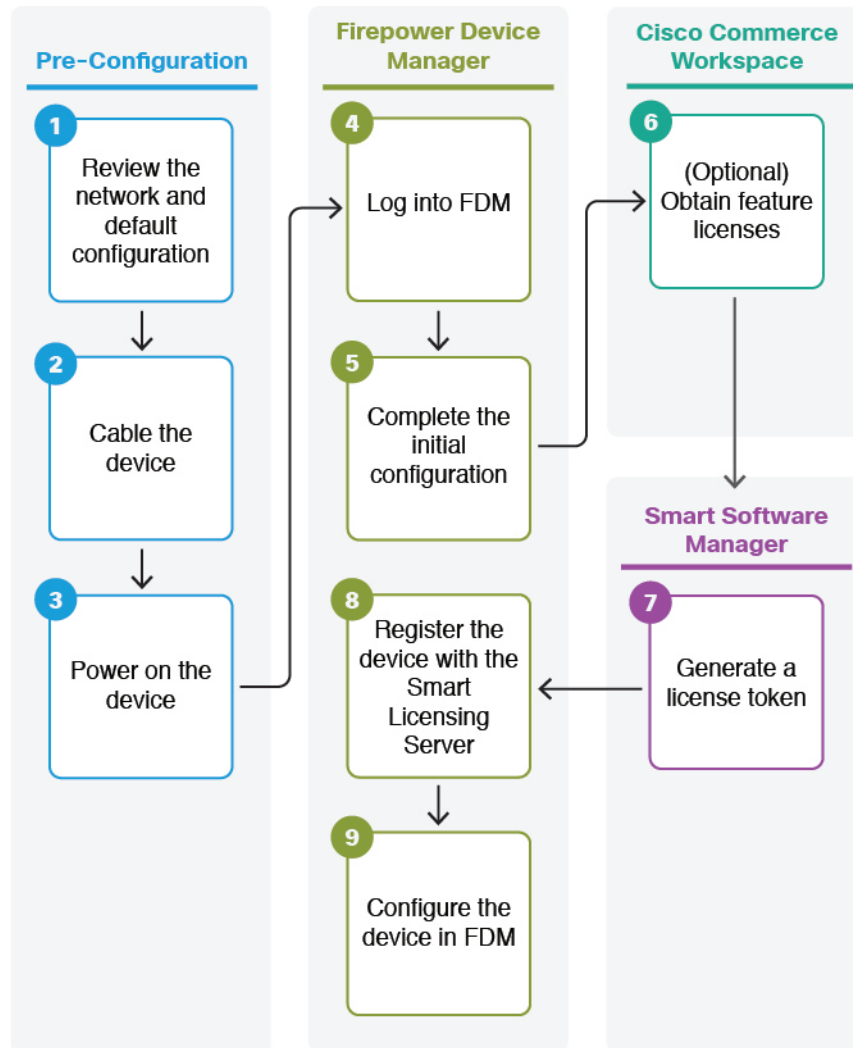 Pre-Configuration
1
Review the
network and
default
configuration
2
Cable the
device
3
Power on the
device
Firepower Device
Manager
4
Log into FDM
5
Complete the
initial
configuration
Cisco Commerce
Workspace
6
(Optional)
Obtain feature
licenses
Smart Software
Manager
7
Generate a
license token
8
Register the
device with the
Smart
Licensing
Server
9
Configure the
device in FDM